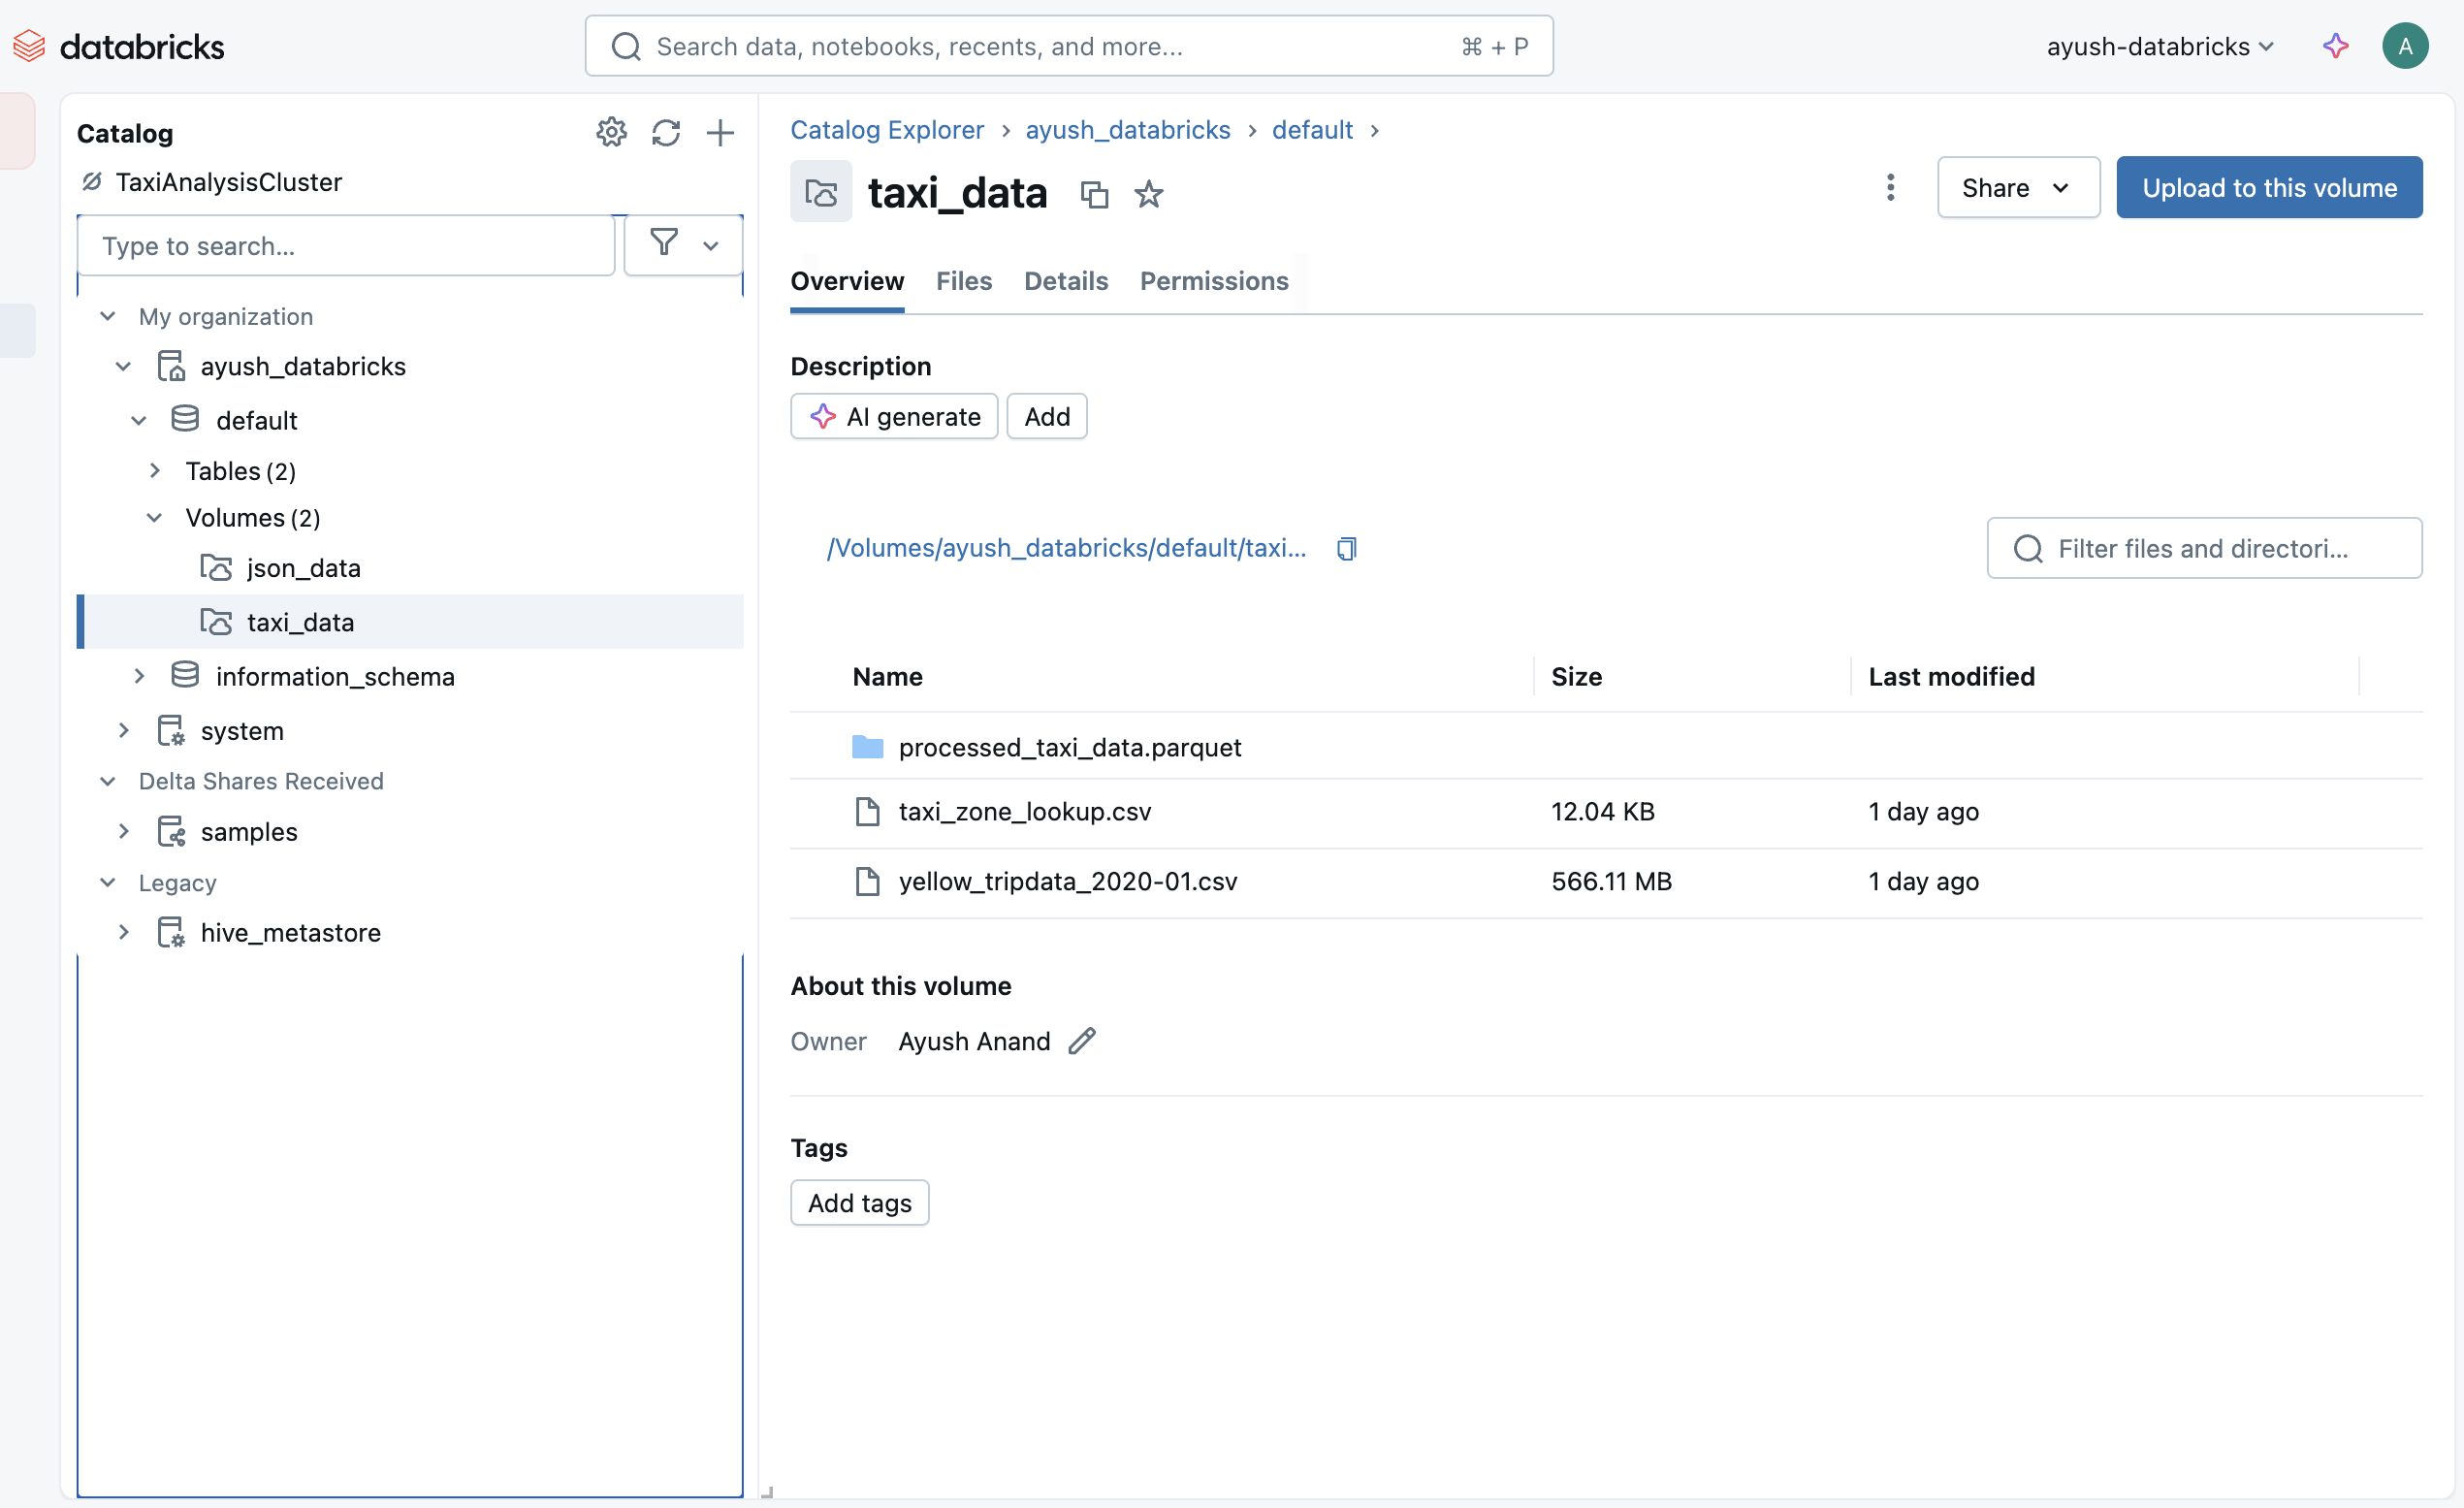 databricks
Search data, notebooks, recents, and more...
⌘ + P
ayush-databricks
A
Catalog
TaxiAnalysisCluster
Type to search...
My organization
ayush_databricks
default
Tables (2)
Volumes (2)
json_data
taxi_data
information_schema
system
Delta Shares Received
samples
Legacy
hive_metastore
Catalog Explorer > ayush_databricks > default >
taxi_data
Share
Upload to this volume
Overview Files Details Permissions
Description
AI generate Add
/Volumes/ayush_databricks/default/taxi...
Filter files and directori...
Name Size Last modified
processed_taxi_data.parquet
taxi_zone_lookup.csv 12.04 KB 1 day ago
yellow_tripdata_2020-01.csv 566.11 MB 1 day ago
About this volume
Owner Ayush Anand
Tags
Add tags